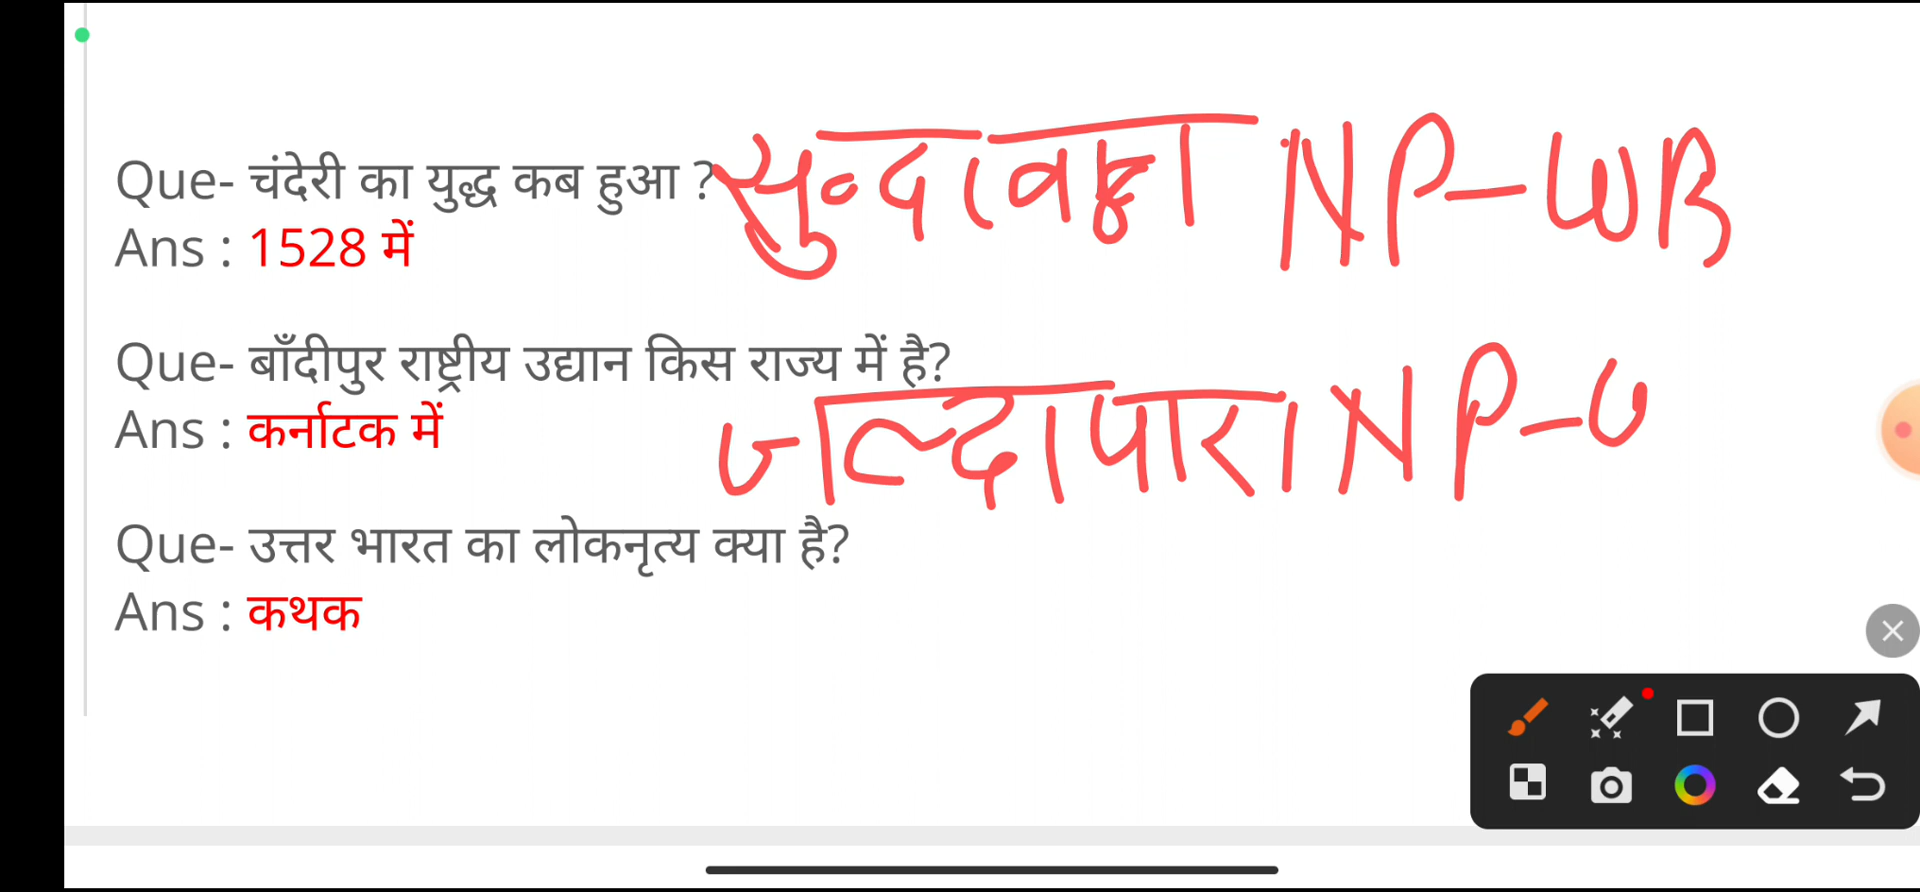 Que- चंदेरी का युद्ध कब हुआ ?
NP-WB
Ans : 1528 में
Que- बाँदीपुर राष्ट्रीय उद्यान किस राज्य में है?
Ans : कर्नाटक में
जल्दापारा NP-
Que- उत्तर भारत का लोकनृत्य क्या है?
Ans : कथक